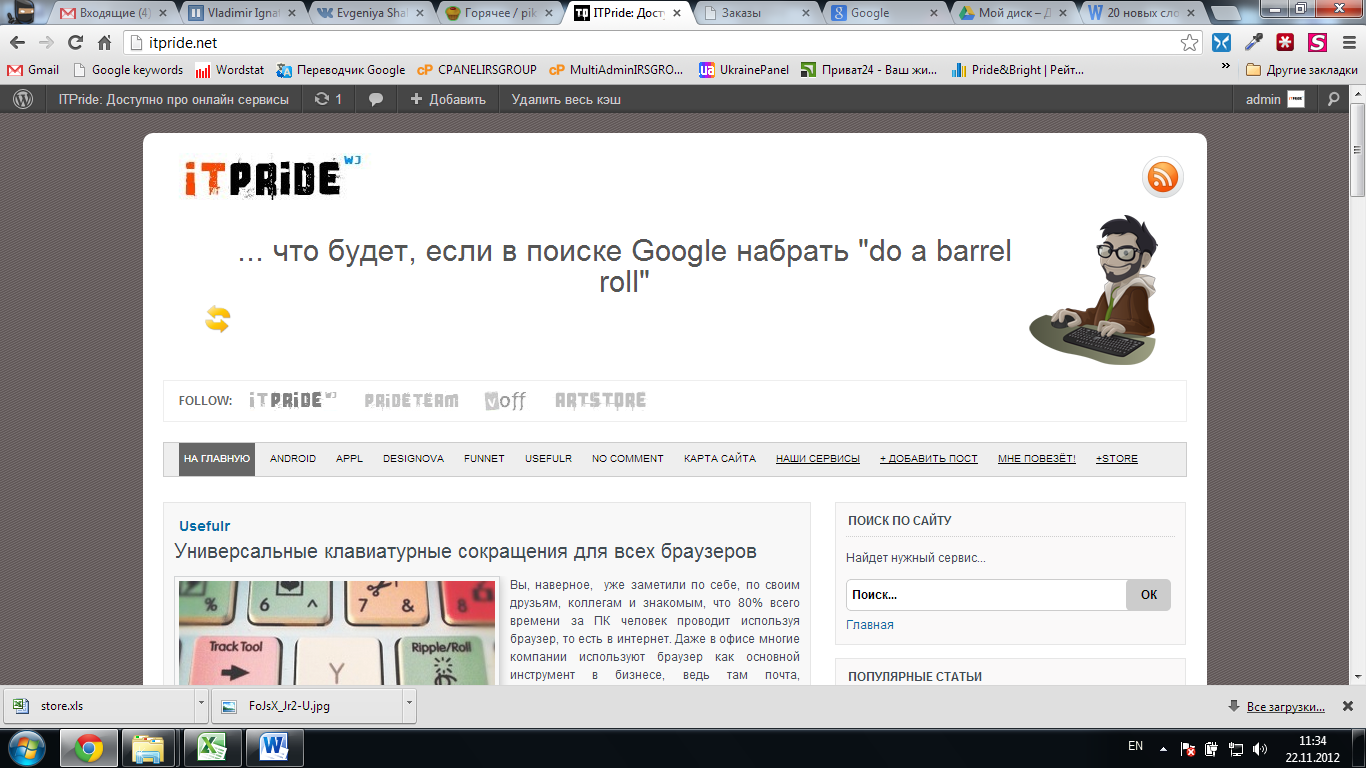 Входящие (4)
Vladimir Ignat
Evgeniya Shal
Горячее / pik
ITPride: Дост
Заказы
Google
Мой диск – Д
20 новых сло
itpride.net
Gmail
Google keywords
Wordstat
Переводчик Google
CPANELIRSGROUP
MultiAdminIRSGRO...
UkrainePanel
Приват24 - Ваш жи...
Pride&Bright | Рейт...
»
Другие закладки
ITPride: Доступно про онлайн сервисы
1
+ Добавить
Удалить весь кэш
admin
iTPRiDE WJ
... что будет, если в поиске Google набрать "do a barrel
roll"
FOLLOW:
iTPRiDE WJ
PRiDETEAM
voff
ARTSTORE
НА ГЛАВНУЮ
ANDROID
APPL
DESIGNOVA
FUNNET
USEFULR
NO COMMENT
КАРТА САЙТА
НАШИ СЕРВИСЫ
+ ДОБАВИТЬ ПОСТ
МНЕ ПОВЕЗЁТ!
+STORE
Usefulr
Универсальные клавиатурные сокращения для всех браузеров
% 6 ^ 7 & 8
Track Tool
Y
Ripple/Roll
Вы, наверное, уже заметили по себе, по своим
друзьям, коллегам и знакомым, что 80% всего
времени за ПК человек проводит используя
браузер, то есть в интернет. Даже в офисе многие
компании используют браузер как основной
инструмент в бизнесе, ведь там почта,
ПОИСК ПО САЙТУ
Найдет нужный сервис...
Поиск...
ОК
Главная
ПОПУЛЯРНЫЕ СТАТЬИ
store.xls
FoJsX_Jr2-U.jpg
Все загрузки...
EN
11:34
22.11.2012